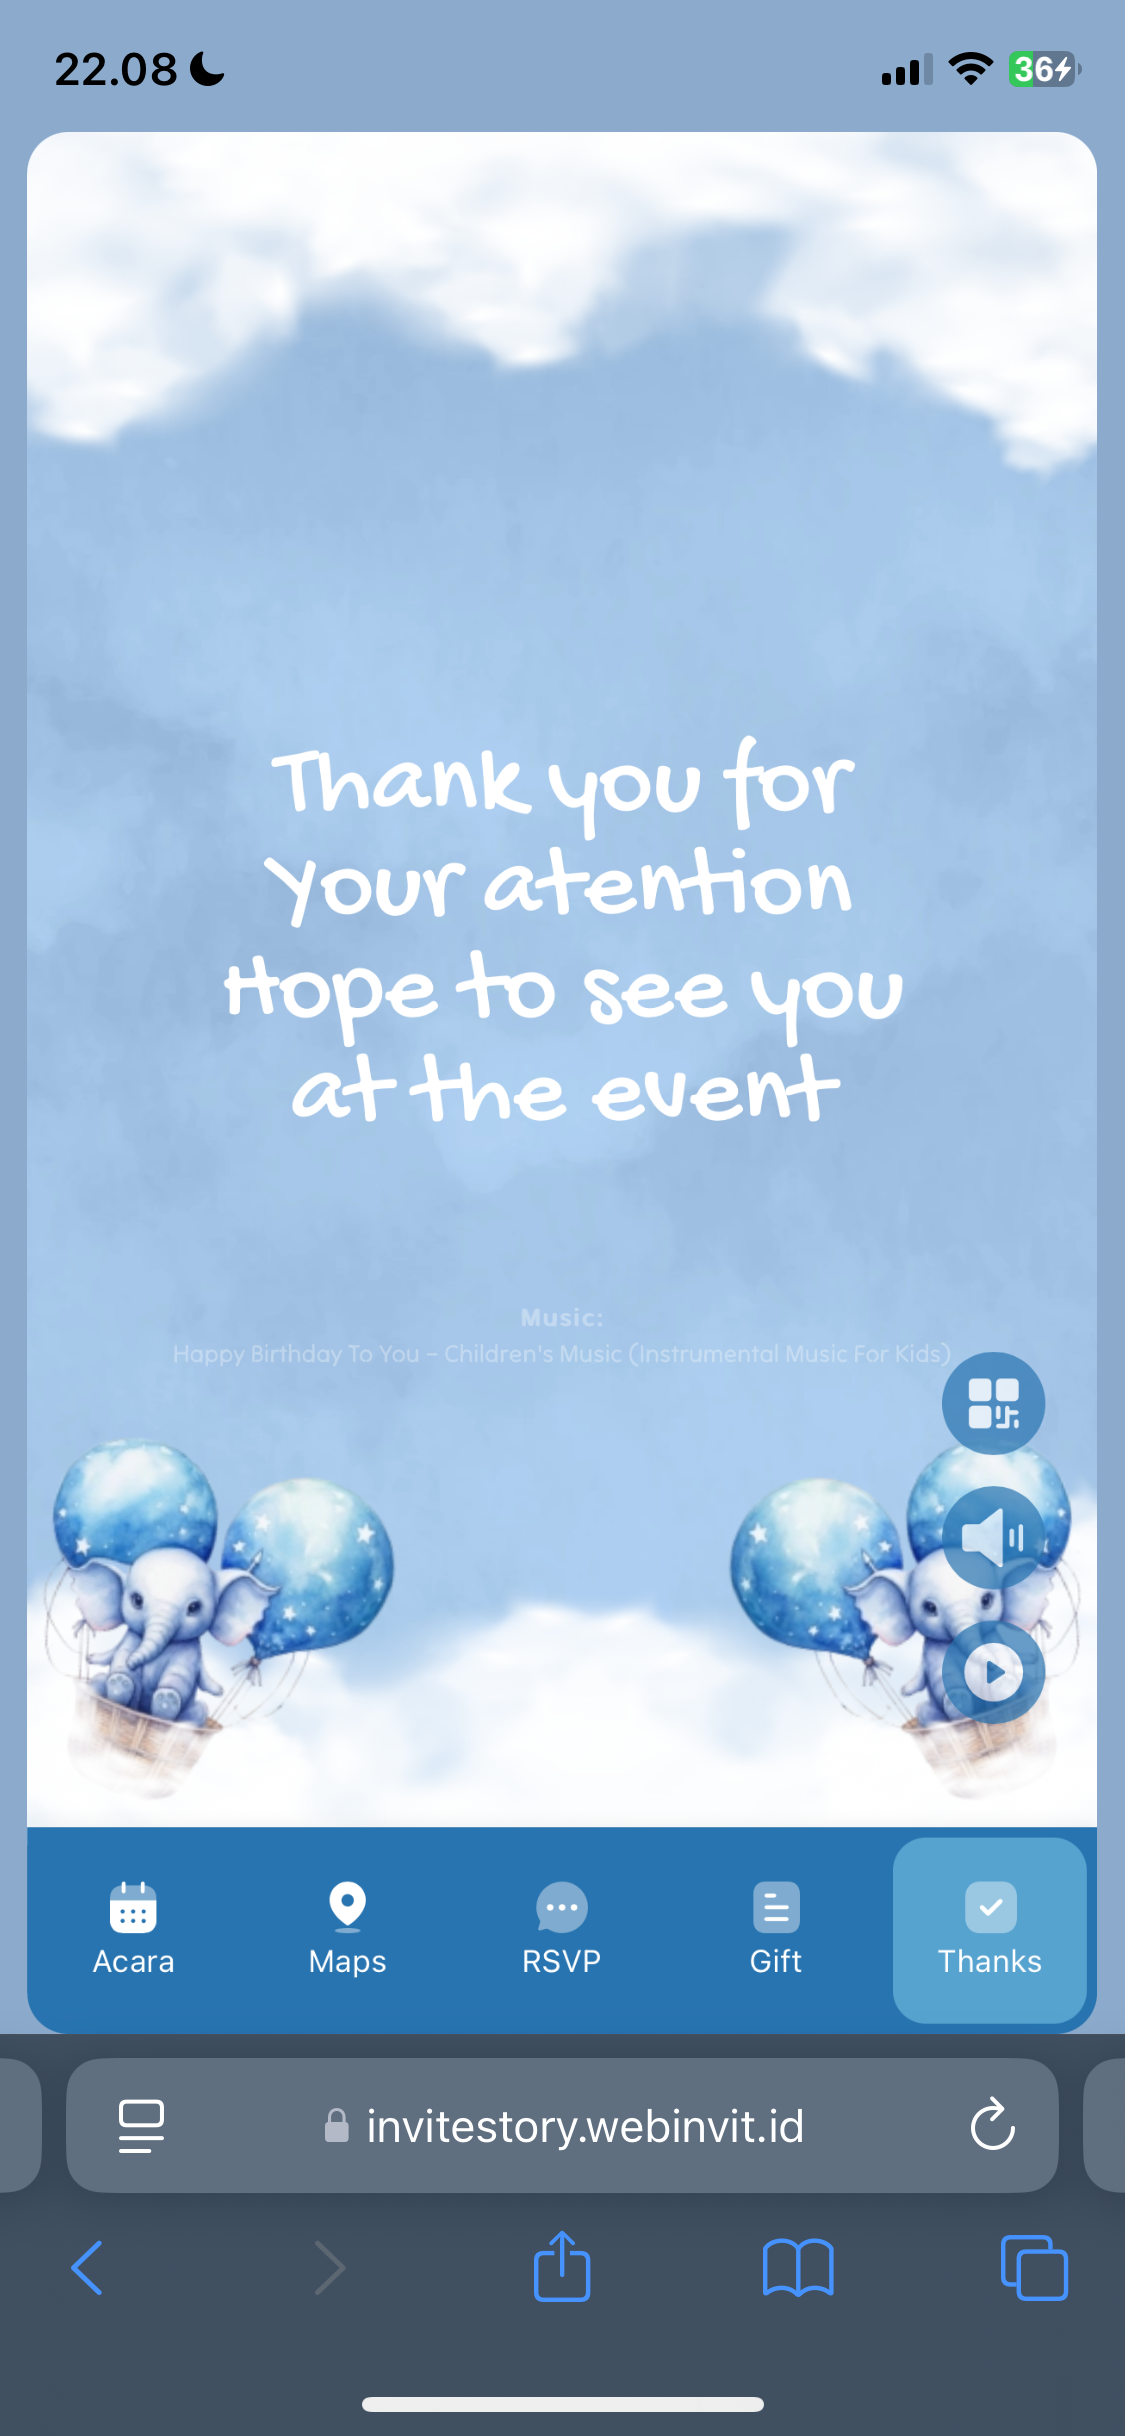 22.08
36
Thank you for
your atention
Hope to see you
at the event
Music:
Happy Birthday To You – Children's Music (Instrumental Music For Kids)
Acara
Maps
RSVP
Gift
Thanks
invitestory.webinvit.id